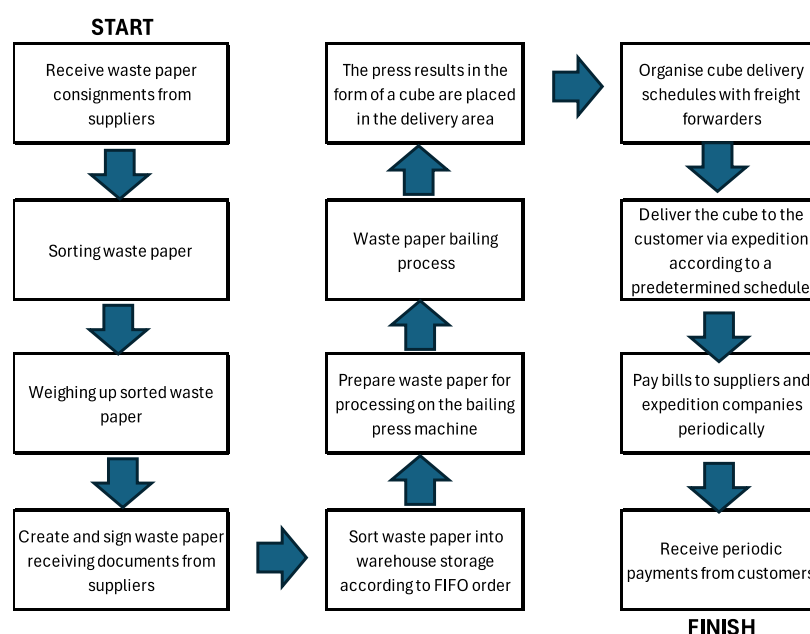 START
Receive waste paper
consignments from
suppliers
Sorting waste paper
Weighing up sorted waste
paper
Create and sign waste paper
receiving documents from
suppliers
Sort waste paper into
warehouse storage
according to FIFO order
Prepare waste paper for
processing on the bailing
press machine
Waste paper bailing
process
The press results in the
form of a cube are placed
in the delivery area
Organise cube delivery
schedules with freight
forwarders
Deliver the cube to the
customer via expedition
according to a
predetermined schedule
Pay bills to suppliers and
expedition companies
periodically
Receive periodic
payments from customers
FINISH